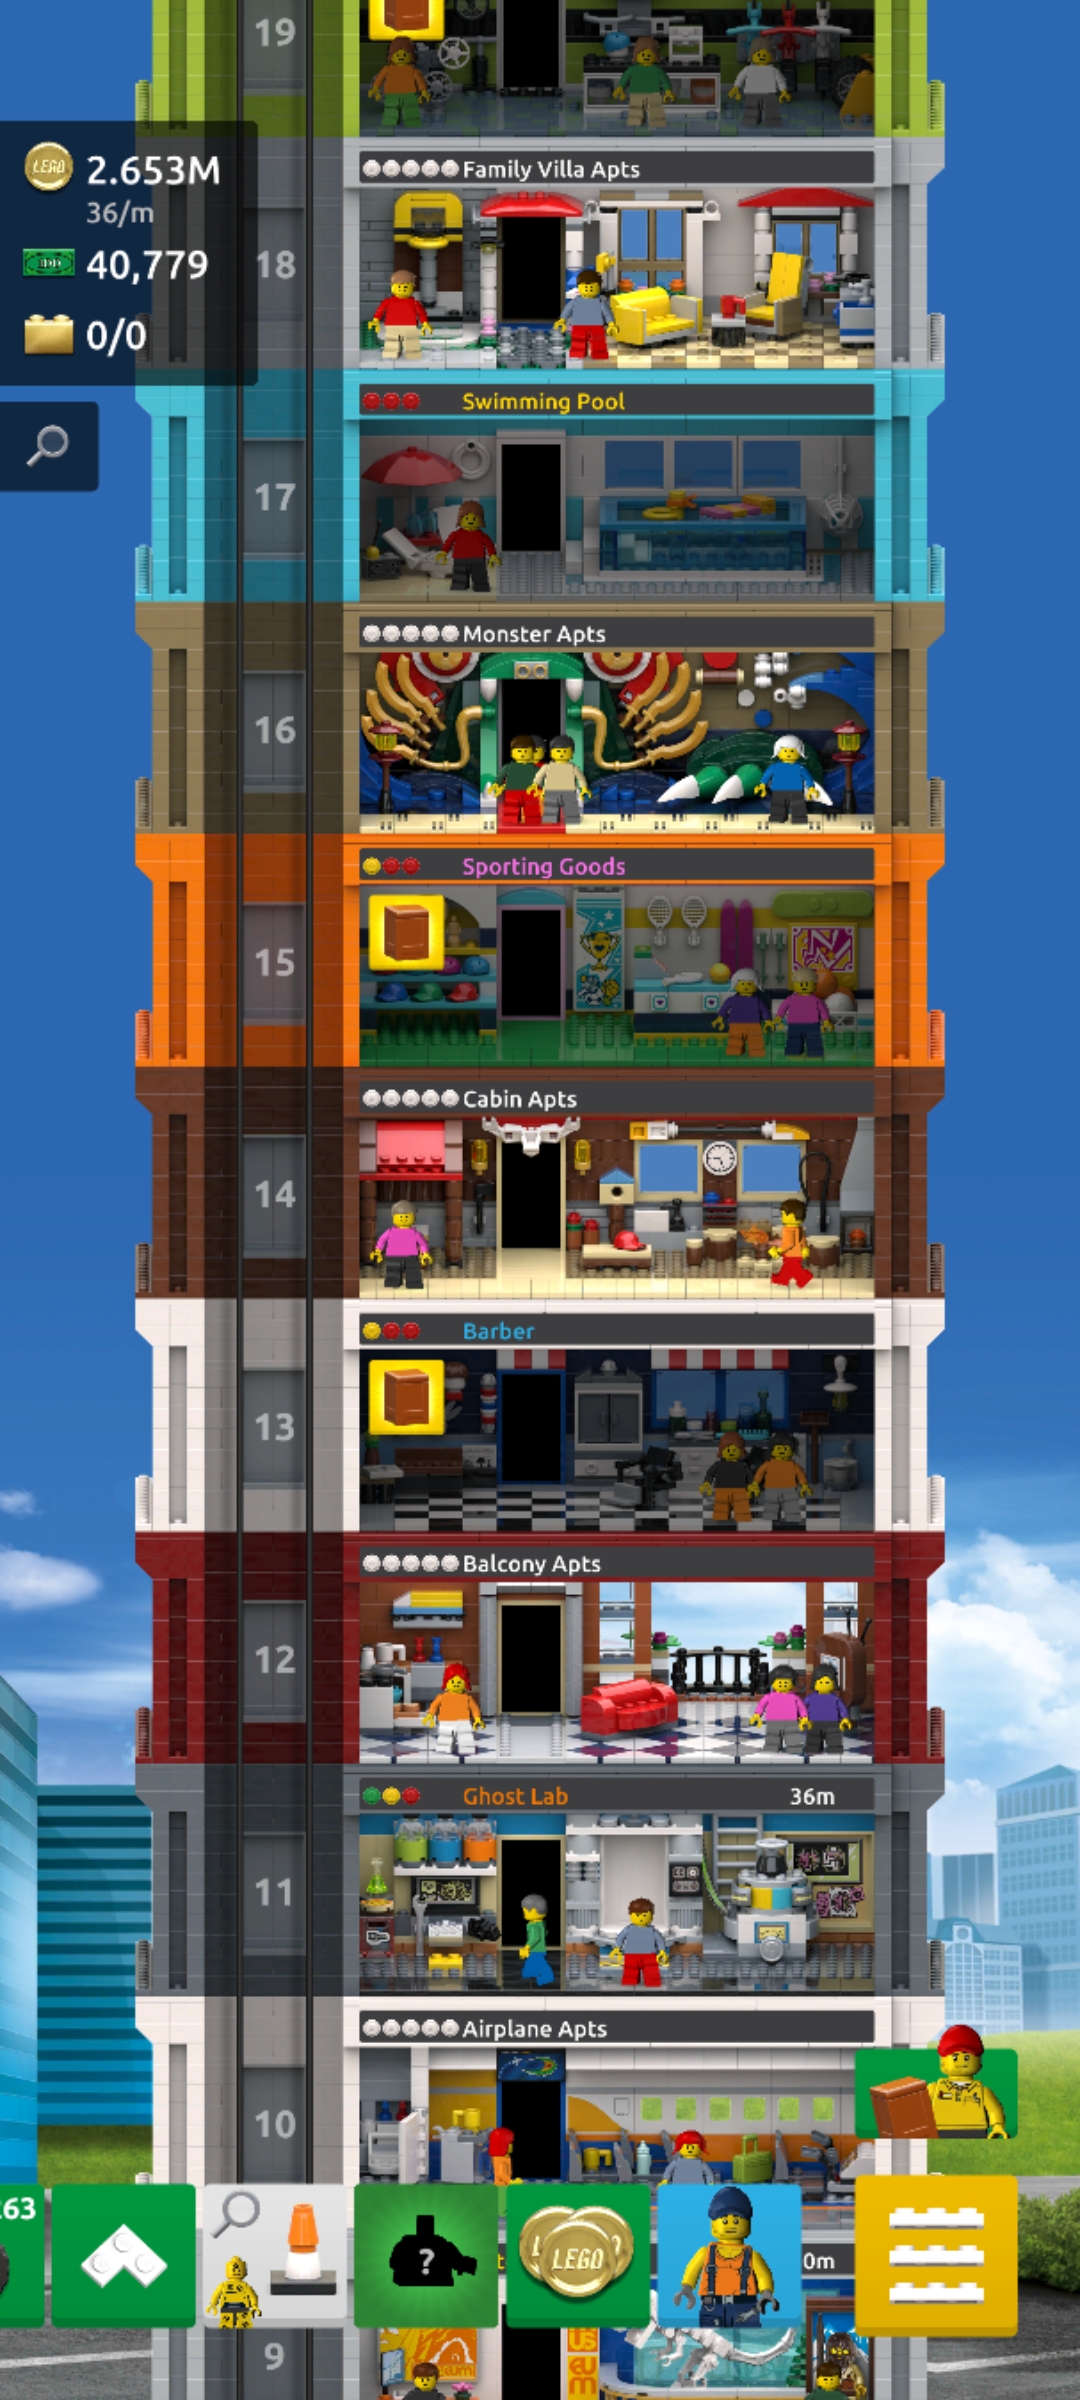 19
LEGO 2.653M
36/m
40,779
0/0
Family Villa Apts
18
Swimming Pool
17
Monster Apts
16
Sporting Goods
15
Cabin Apts
14
Barber
13
Balcony Apts
12
Ghost Lab 36m
11
Airplane Apts
10
63
?
LEGO
0m
9